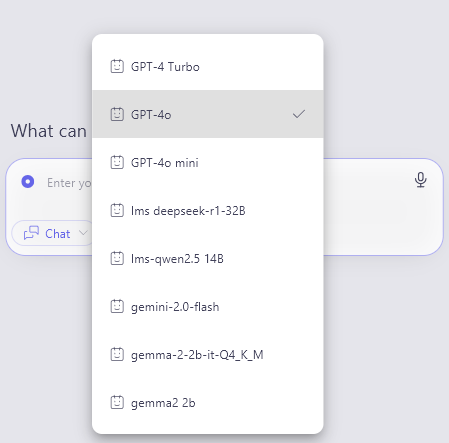 GPT-4 Turbo
GPT-4o
What can
GPT-4o mini
Enter yo
lms deepseek-r1-32B
Chat
lms-qwen2.5 14B
gemini-2.0-flash
gemma-2-2b-it-Q4_K_M
gemma2 2b